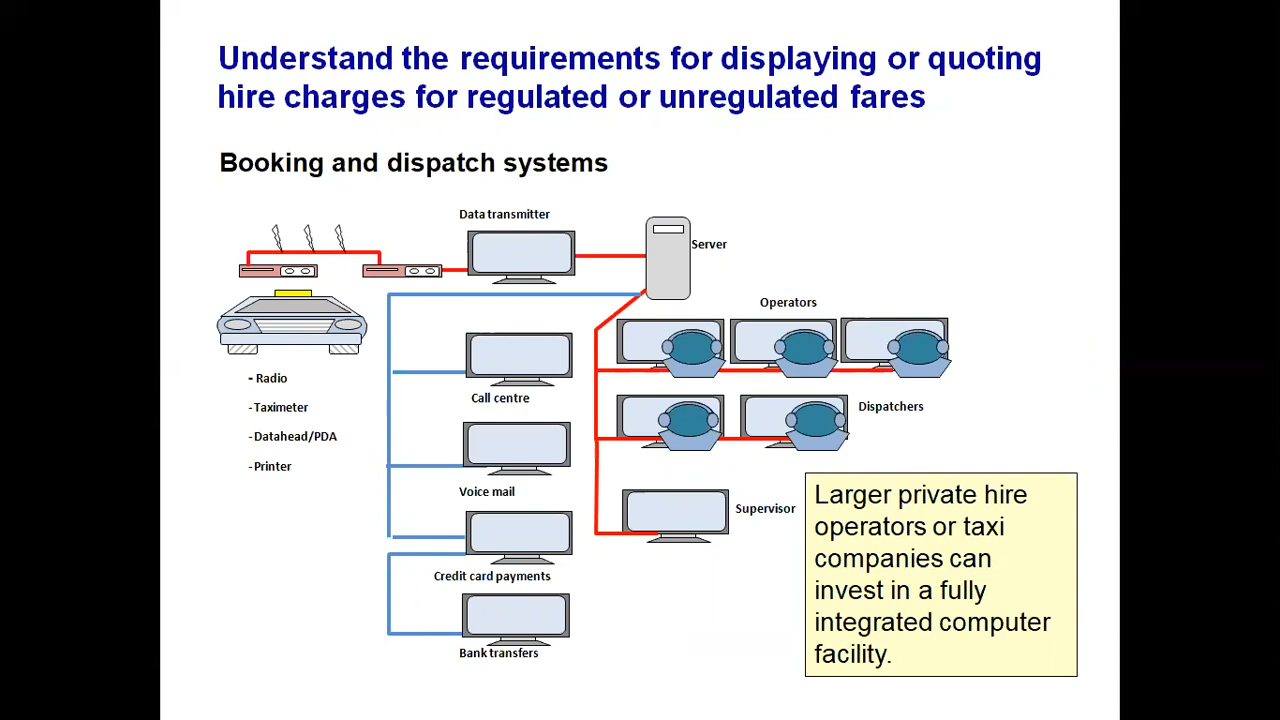 Understand the requirements for displaying or quoting
hire charges for regulated or unregulated fares
Booking and dispatch systems
Data transmitter
Server
Operators
- Radio
- Taximeter
- Datahead/PDA
- Printer
Call centre
Dispatchers
Voice mail
Supervisor
Credit card payments
Bank transfers
Larger private hire
operators or taxi
companies can
invest in a fully
integrated computer
facility.